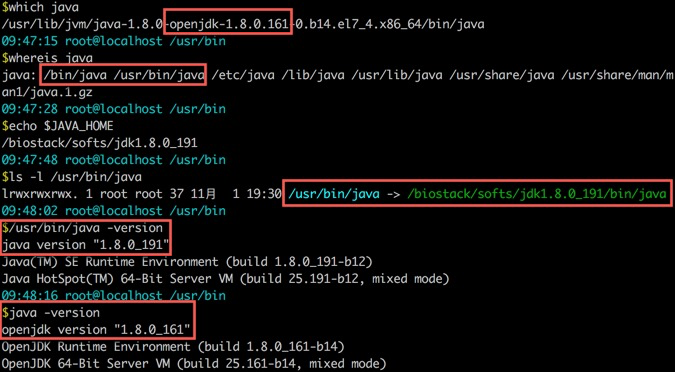 $which java
/usr/lib/jvm/java-1.8.0-openjdk-1.8.0.161-0.b14.el7_4.x86_64/bin/java
09:47:15 root@localhost /usr/bin
$whereis java
java: /bin/java /usr/bin/java /etc/java /lib/java /usr/lib/java /usr/share/java /usr/share/man/m
an1/java.1.gz
09:47:28 root@localhost /usr/bin
$echo $JAVA_HOME
/biostack/softs/jdk1.8.0_191
09:47:48 root@localhost /usr/bin
$ls -l /usr/bin/java
lrwxrwxrwx. 1 root root 37 11月  1 19:30 /usr/bin/java -> /biostack/softs/jdk1.8.0_191/bin/java
09:48:02 root@localhost /usr/bin
$/usr/bin/java -version
java version "1.8.0_191"
Java(TM) SE Runtime Environment (build 1.8.0_191-b12)
Java HotSpot(TM) 64-Bit Server VM (build 25.191-b12, mixed mode)
09:48:16 root@localhost /usr/bin
$java -version
openjdk version "1.8.0_161"
OpenJDK Runtime Environment (build 1.8.0_161-b14)
OpenJDK 64-Bit Server VM (build 25.161-b14, mixed mode)